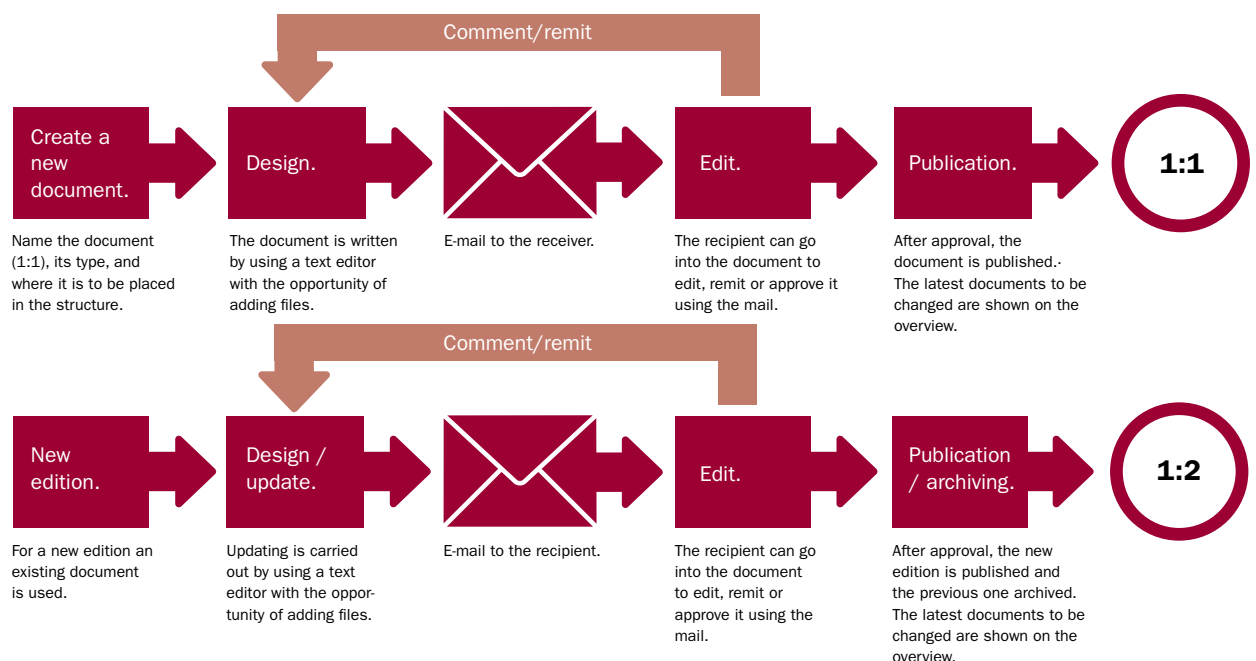 Comment/remit
Create a
new
document.
Design.
Edit.
Publication.
1:1
Name the document
(1:1), its type, and
where it is to be placed
in the structure.
The document is written
by using a text editor
with the opportunity of
adding files.
E-mail to the receiver.
The recipient can go
into the document to
edit, remit or approve it
using the mail.
After approval, the
document is published.·
The latest documents to be
changed are shown on the
overview.
Comment/remit
New
edition.
Design /
update.
Edit.
Publication
/ archiving.
1:2
For a new edition an
existing document
is used.
Updating is carried
out by using a text
editor with the oppor-
tunity of adding files.
E-mail to the recipient.
The recipient can go
into the document
to edit, remit or
approve it using the
mail.
After approval, the new
edition is published and
the previous one archived.
The latest documents to be
changed are shown on the
overview.